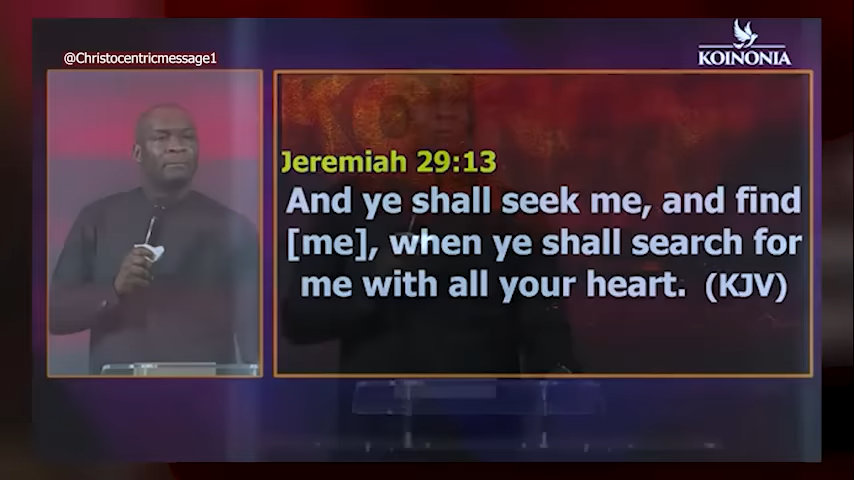 @Christocentricmessage1
KOINONIA
Jeremiah 29:13
And ye shall seek me, and find
[me], when ye shall search for
me with all your heart. (KJV)